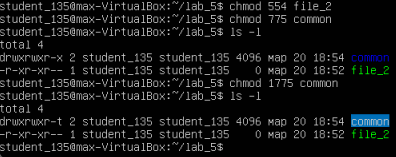 student_135@max-VirtualBox:~/lab_5$ chmod 554 file_2
student_135@max-VirtualBox:~/lab_5$ chmod 775 common
student_135@max-VirtualBox:~/lab_5$ ls -l
total 4
drwxrwxr-x 2 student_135 student_135 4096 мар 20 18:54 common
-r-xr-xr-- 1 student_135 student_135    0 мар 20 18:52 file_2
student_135@max-VirtualBox:~/lab_5$ chmod 1775 common
student_135@max-VirtualBox:~/lab_5$ ls -l
total 4
drwxrwxr-t 2 student_135 student_135 4096 мар 20 18:54 common
-r-xr-xr-- 1 student_135 student_135    0 мар 20 18:52 file_2
student_135@max-VirtualBox:~/lab_5$